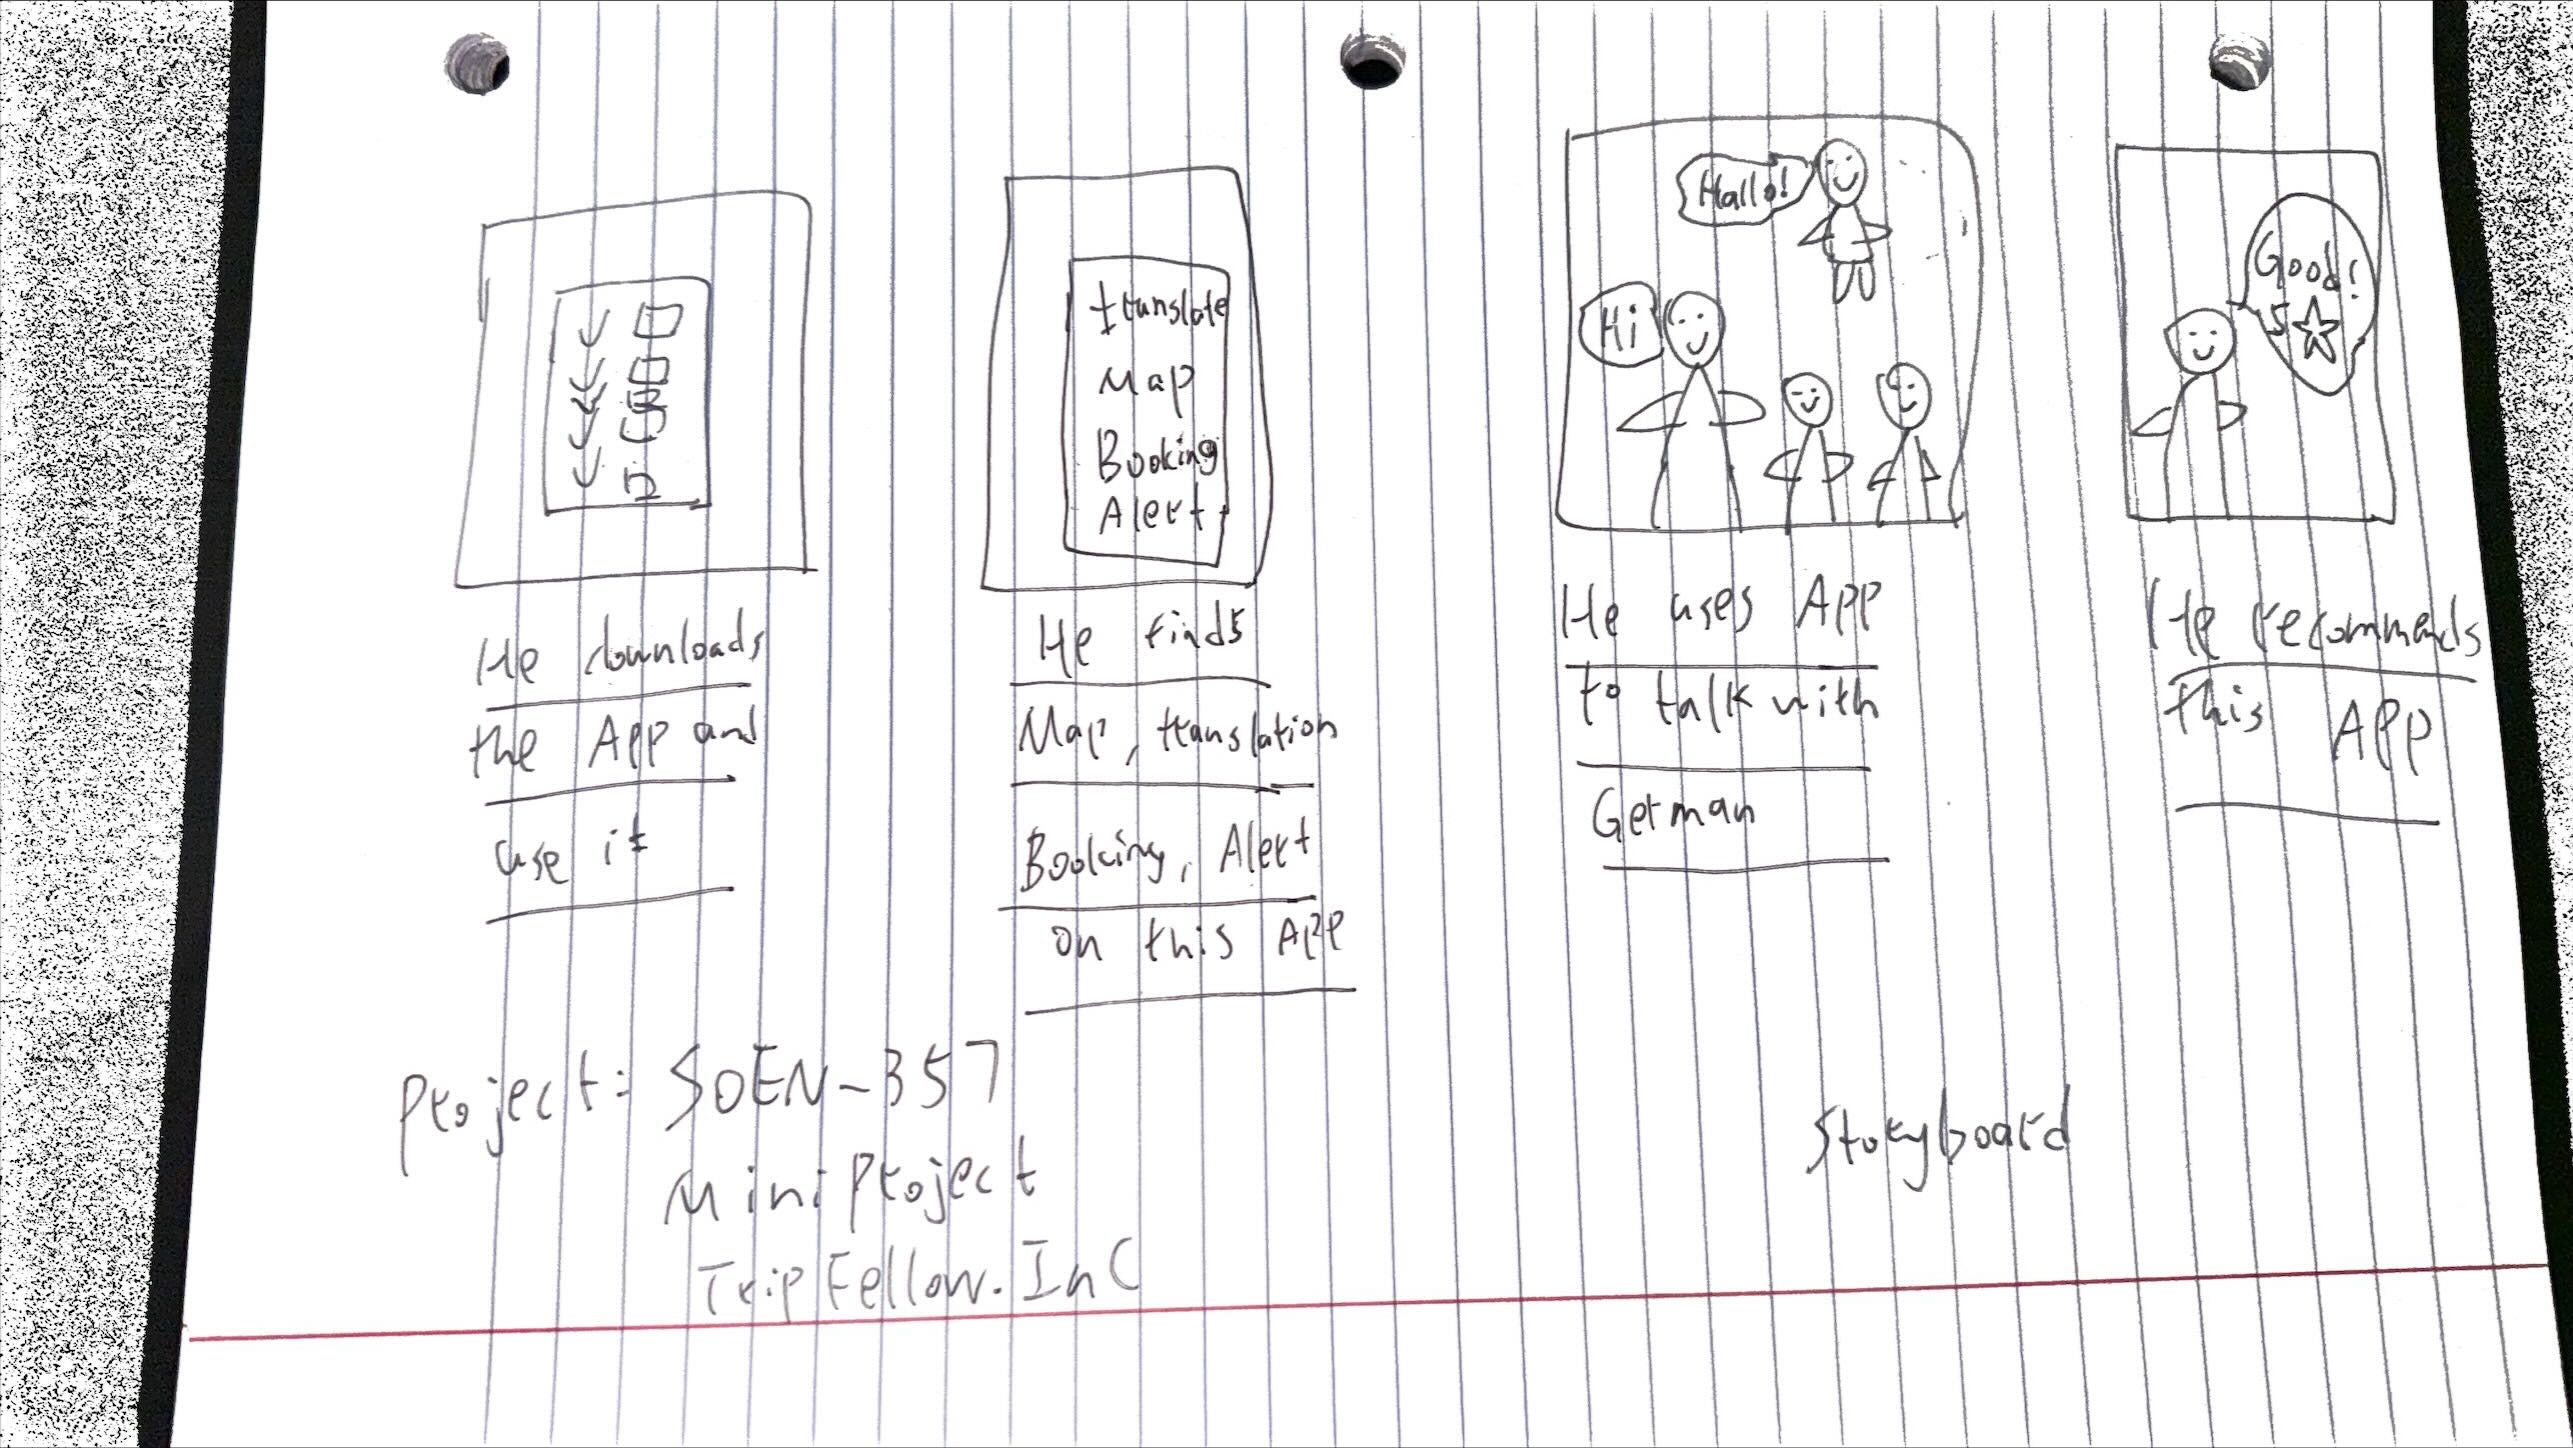 translate
Map
Booking
Alert
Hallo!
Hi
Good!
5
He downloads
the App and
use it
He finds
Map, translation
Booking, Alert
on this App
He uses App
to talk with
German
He recommends
this App
Project: SOEN-357
Mini Project
TripFellow.InC
Storyboard